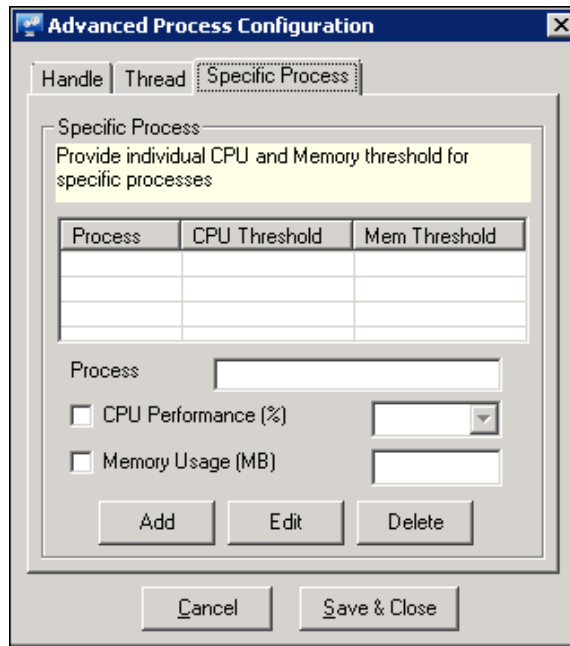 Advanced Process Configuration
Handle Thread Specific Process
Specific Process
Provide individual CPU and Memory threshold for
specific processes
Process CPU Threshold Mem Threshold
Process
CPU Performance (%)
Memory Usage (MB)
Add Edit Delete
Cancel Save & Close